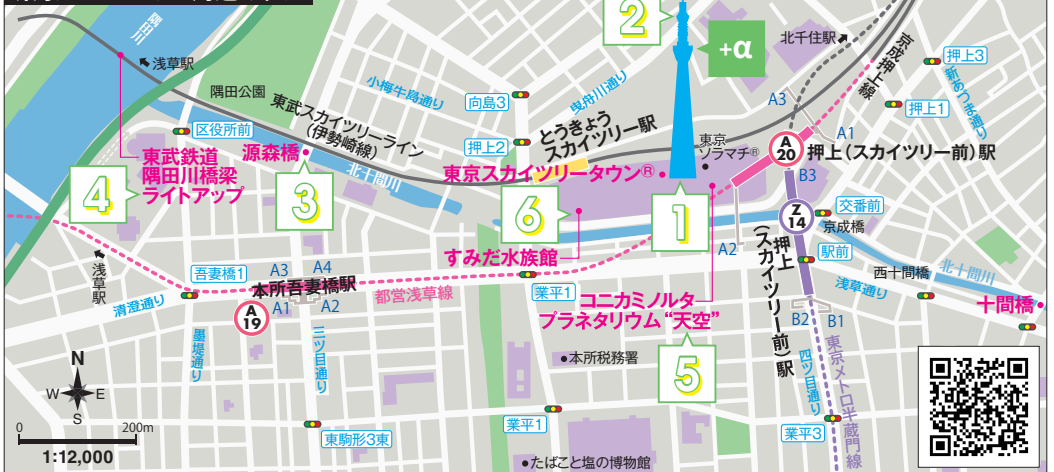 隅田川
浅草駅
隅田公園
東武スカイツリーライン
(伊勢崎線)
小梅牛島通り
向島3
曳舟川通り
2
+α
北千住駅
京成押上線
押上3
新あづま通り
押上1
区役所前
押上2
とうきょう
スカイツリー駅
A3
A1
東京
ソラマチ®
A
20
押上(スカイツリー前)駅
B3
東武鉄道
隅田川橋梁
ライトアップ
源森橋
北十間川
東京スカイツリータウン®
4
3
6
1
Z
14
交番前
京成橋
A2
駅前
押上
(スカイツリー前)駅
すみだ水族館
浅草駅
吾妻橋1
A3
A4
本所吾妻橋駅
都営浅草線
業平1
西十間橋
北十間川
浅草通り
十間橋
清澄通り
A
19
A1
A2
コニカミノルタ
プラネタリウム“天空”
B2
B1
墨堤通り
三ツ目通り
本所税務署
5
四ツ目通り
東京メトロ半蔵門線
N
W
E
S
0
200m
1:12,000
東駒形3東
業平1
業平3
たばこと塩の博物館